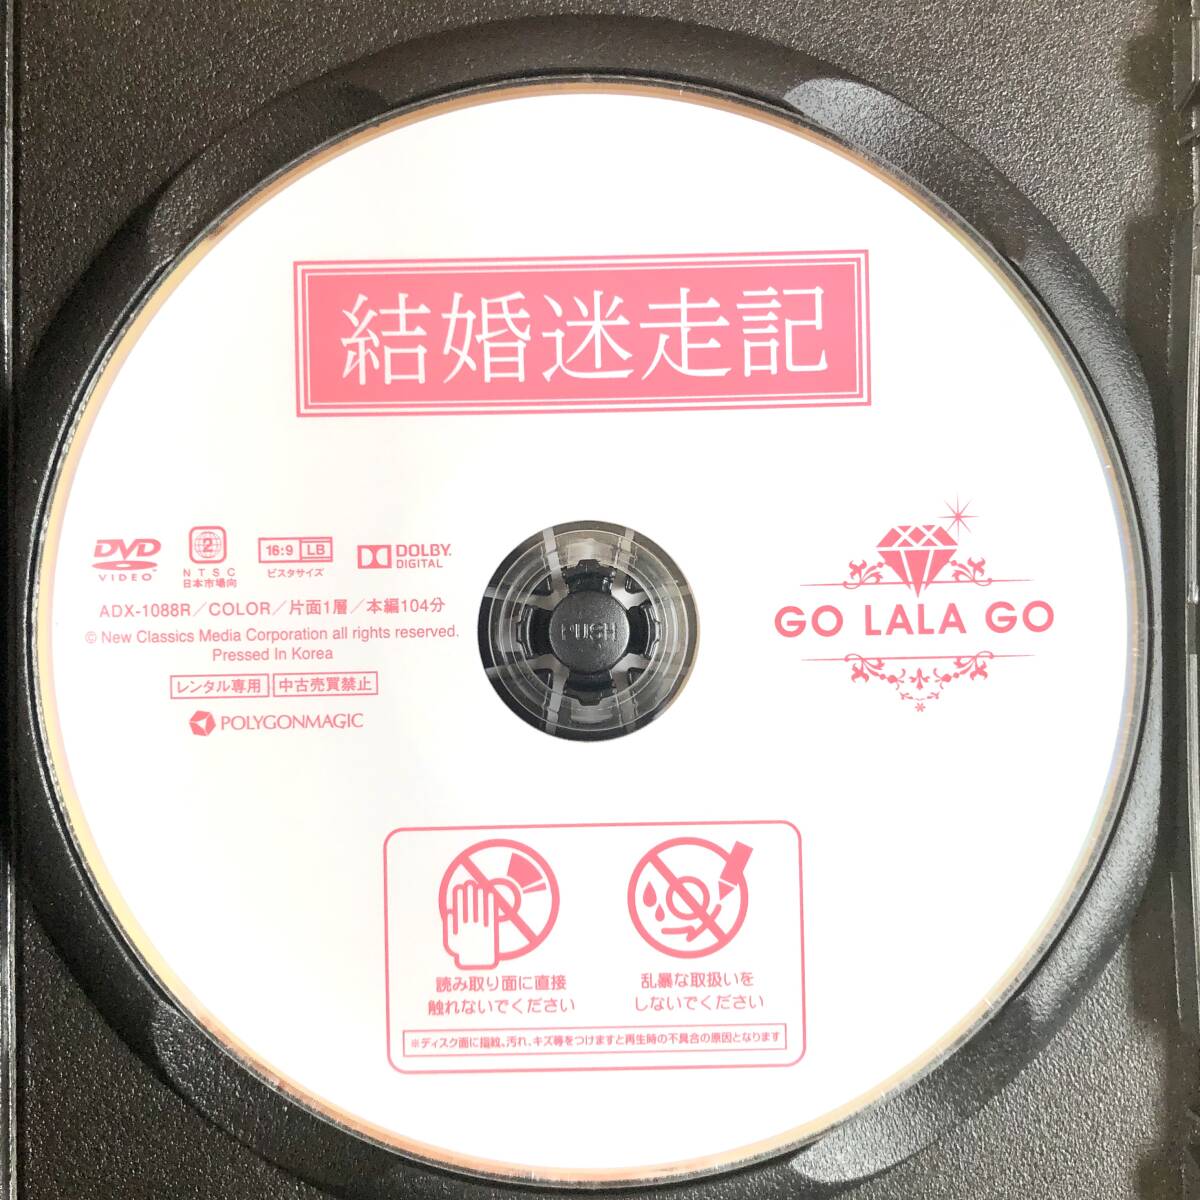 結婚迷走記
DVD
VIDEO
2
NTSC
日本市場向
16:9 LB
ビスタサイズ
DOLBY
DIGITAL
ADX-1088R/COLOR/片面1層/本編104分
© New Classics Media Corporation all rights reserved.
Pressed In Korea
レンタル専用 中古売買禁止
POLYGONMAGIC
PUSH
GO LALA GO
読み取り面に直接
触れないでください
乱暴な取扱いを
しないでください
※ディスク面に指紋、汚れ、キズ等をつけますと再生時の不具合の原因となります